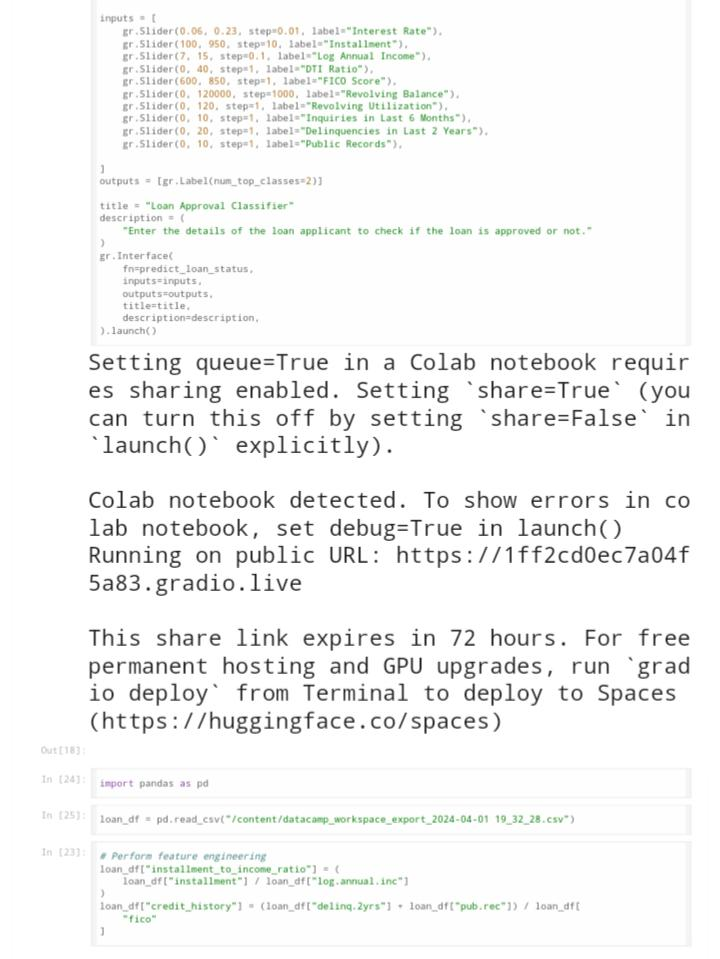 inputs = [
    gr.Slider(0.06, 0.23, step=0.01, label="Interest Rate"),
    gr.Slider(100, 950, step=10, label="Installment"),
    gr.Slider(7, 15, step=0.1, label="Log Annual Income"),
    gr.Slider(0, 40, step=1, label="DTI Ratio"),
    gr.Slider(600, 850, step=1, label="FICO Score"),
    gr.Slider(0, 120000, step=1000, label="Revolving Balance"),
    gr.Slider(0, 120, step=1, label="Revolving Utilization"),
    gr.Slider(0, 10, step=1, label="Inquiries in Last 6 Months"),
    gr.Slider(0, 20, step=1, label="Delinquencies in Last 2 Years"),
    gr.Slider(0, 10, step=1, label="Public Records"),
]
outputs = [gr.Label(num_top_classes=2)]
title = "Loan Approval Classifier"
description = (
    "Enter the details of the loan applicant to check if the loan is approved or not."
)
gr.Interface(
    fn=predict_loan_status,
    inputs=inputs,
    outputs=outputs,
    title=title,
    description=description,
).launch()
Setting queue=True in a Colab notebook requir
es sharing enabled. Setting `share=True` (you
can turn this off by setting `share=False` in
`launch()` explicitly).
Colab notebook detected. To show errors in co
lab notebook, set debug=True in launch()
Running on public URL: https://1ff2cd0ec7a04f
5a83.gradio.live
This share link expires in 72 hours. For free
permanent hosting and GPU upgrades, run `grad
io deploy` from Terminal to deploy to Spaces
(https://huggingface.co/spaces)
Out[18]:
In [24]: import pandas as pd
In [25]: loan_df = pd.read_csv("/content/datacamp_workspace_export_2024-04-01 19_32_28.csv")
In [23]: # Perform feature engineering
loan_df["installment_to_income_ratio"] = (
    loan_df["installment"] / loan_df["log.annual.inc"]
)
loan_df["credit_history"] = (loan_df["delinq.2yrs"] + loan_df["pub.rec"]) / loan_df[
    "fico"
]